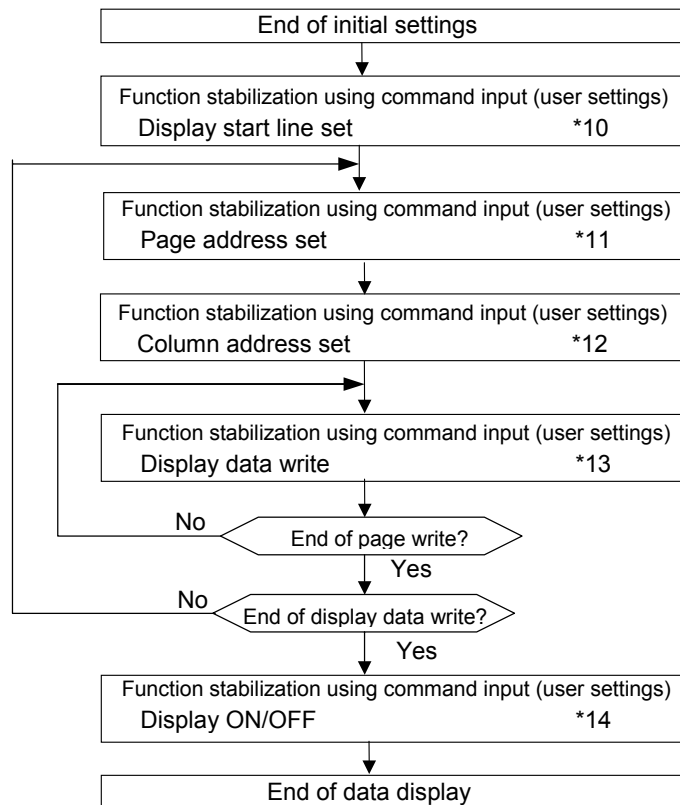 End of initial settings
Function stabilization using command input (user settings)
Display start line set *10
Function stabilization using command input (user settings)
Page address set *11
Function stabilization using command input (user settings)
Column address set *12
Function stabilization using command input (user settings)
Display data write *13
No
End of page write?
Yes
No
End of display data write?
Yes
Function stabilization using command input (user settings)
Display ON/OFF *14
End of data display